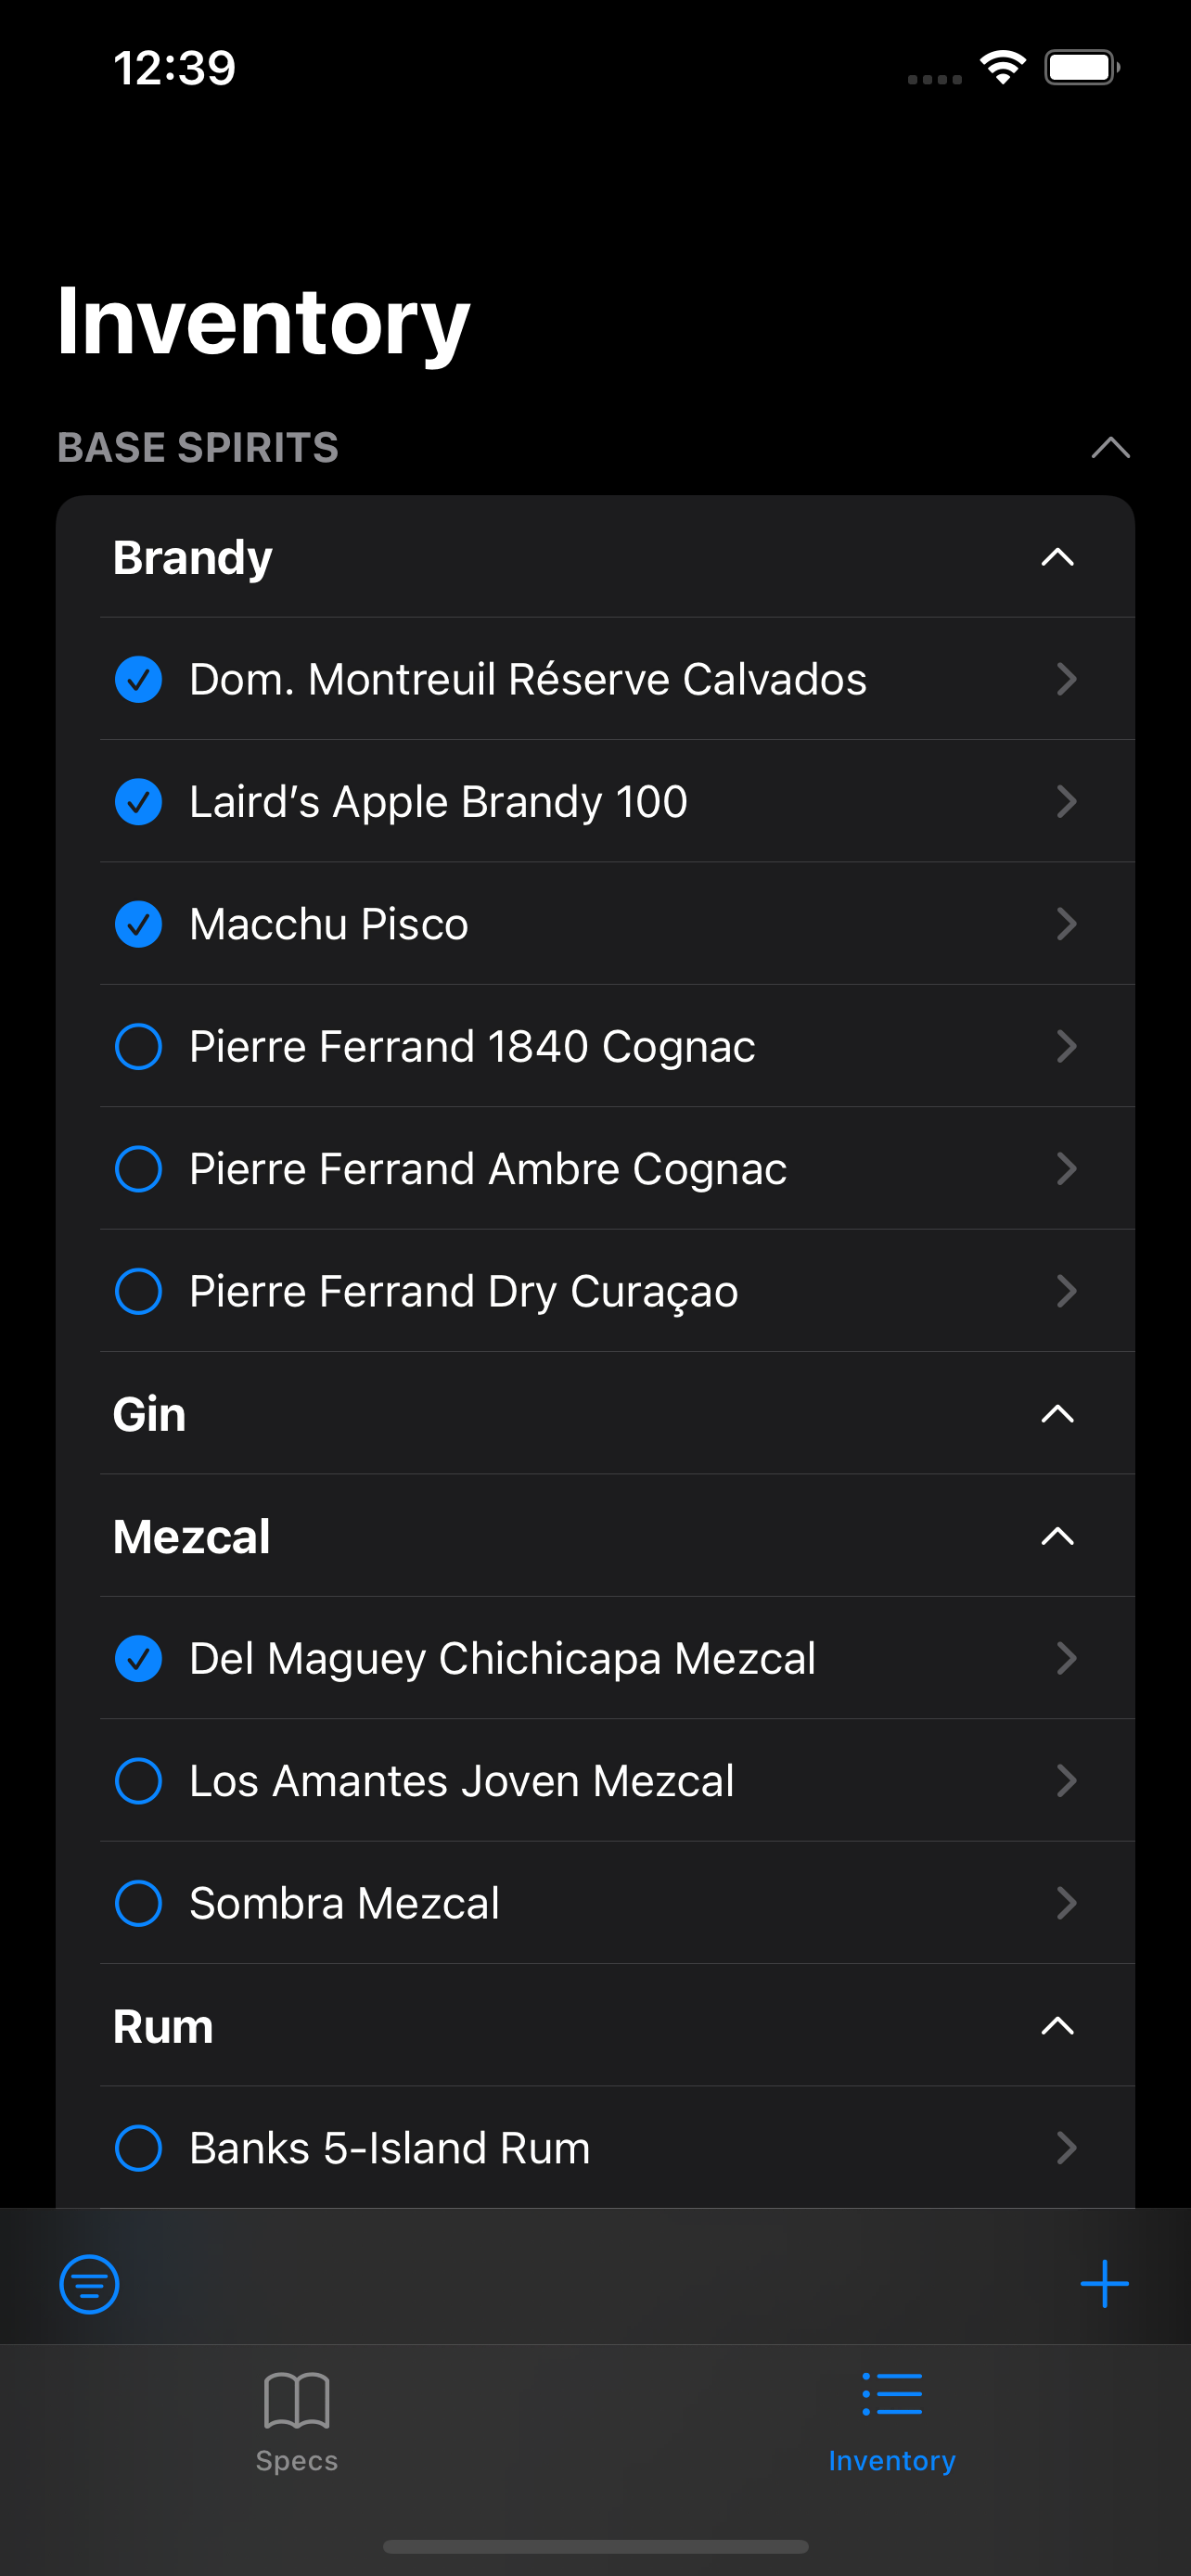 12:39
Inventory
BASE SPIRITS
Brandy
Dom. Montreuil Réserve Calvados
Laird’s Apple Brandy 100
Macchu Pisco
Pierre Ferrand 1840 Cognac
Pierre Ferrand Ambre Cognac
Pierre Ferrand Dry Curaçao
Gin
Mezcal
Del Maguey Chichicapa Mezcal
Los Amantes Joven Mezcal
Sombra Mezcal
Rum
Banks 5-Island Rum
Specs
Inventory